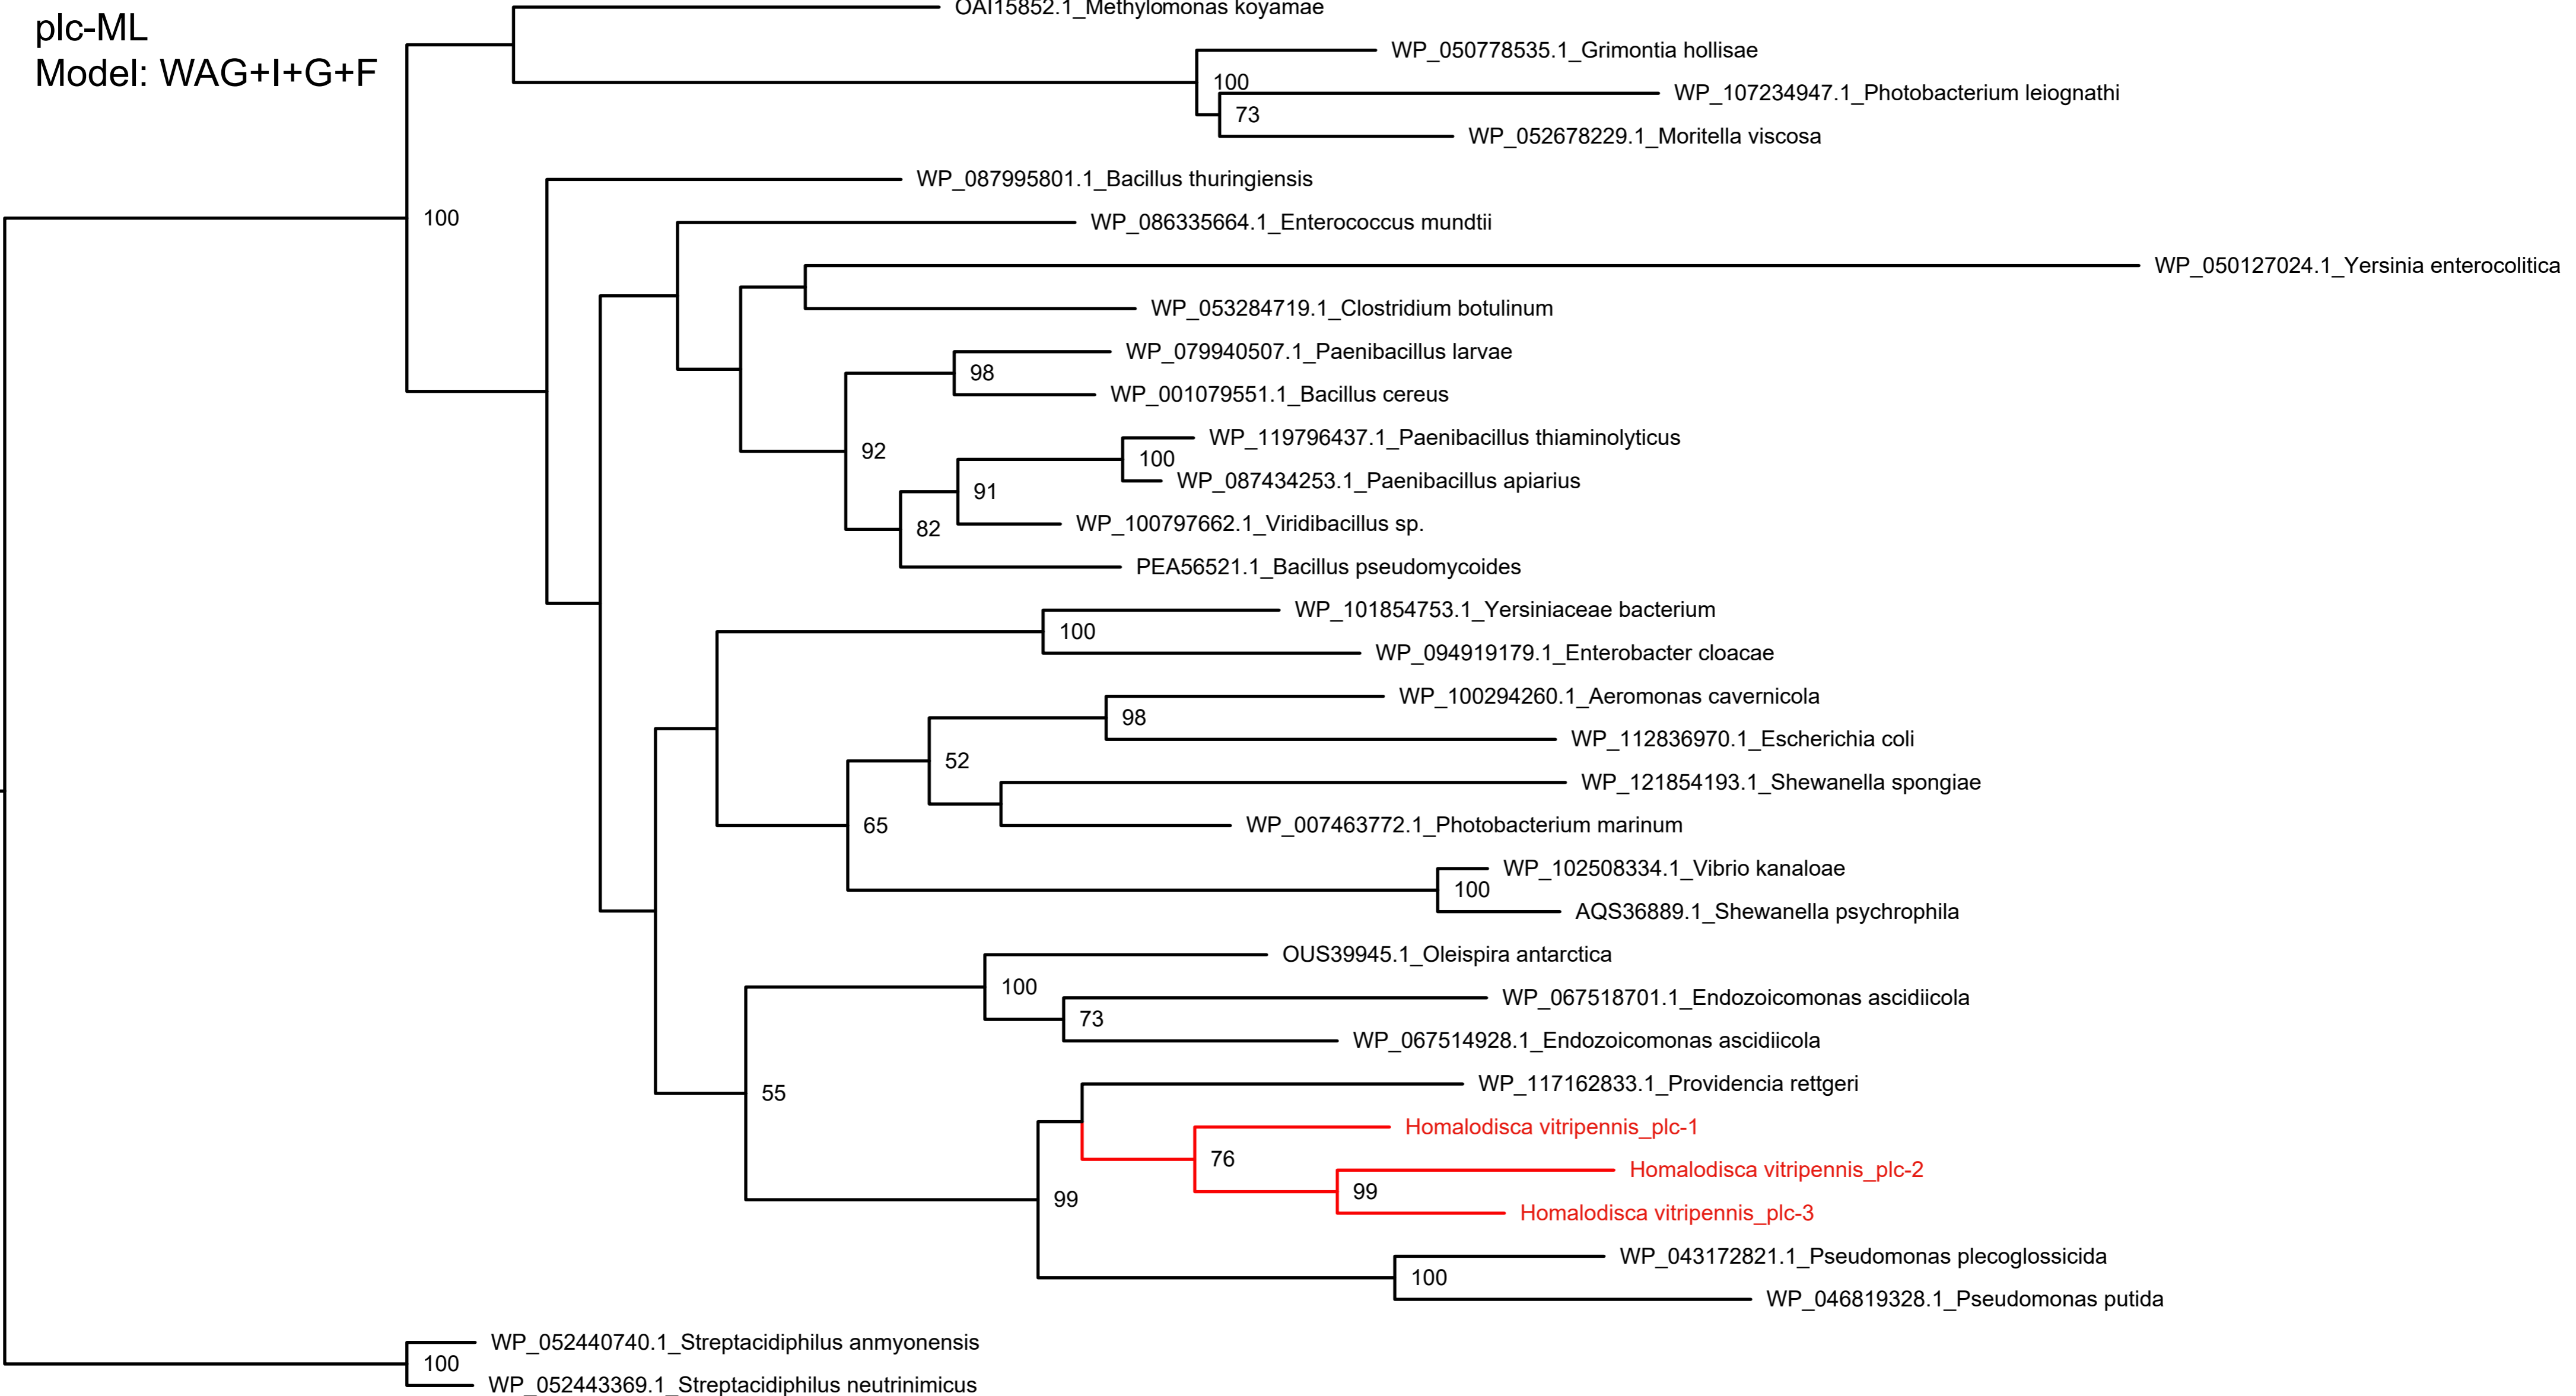 OAI15852.1_Methylomonas koyamae
plc-ML
Model: WAG+I+G+F
WP_050778535.1_Grimontia hollisae
100
WP_107234947.1_Photobacterium leiognathi
73
WP_052678229.1_Moritella viscosa
WP_087995801.1_Bacillus thuringiensis
100
WP_086335664.1_Enterococcus mundtii
WP_050127024.1_Yersinia enterocolitica
WP_053284719.1_Clostridium botulinum
WP_079940507.1_Paenibacillus larvae
98
WP_001079551.1_Bacillus cereus
WP_119796437.1_Paenibacillus thiaminolyticus
92
100
WP_087434253.1_Paenibacillus apiarius
91
WP_100797662.1_Viridibacillus sp.
82
PEA56521.1_Bacillus pseudomycoides
WP_101854753.1_Yersiniaceae bacterium
100
WP_094919179.1_Enterobacter cloacae
WP_100294260.1_Aeromonas cavernicola
98
WP_112836970.1_Escherichia coli
52
WP_121854193.1_Shewanella spongiae
65
WP_007463772.1_Photobacterium marinum
WP_102508334.1_Vibrio kanaloae
100
AQS36889.1_Shewanella psychrophila
OUS39945.1_Oleispira antarctica
100
WP_067518701.1_Endozoicomonas ascidiicola
73
WP_067514928.1_Endozoicomonas ascidiicola
55
WP_117162833.1_Providencia rettgeri
Homalodisca vitripennis_plc-1
76
Homalodisca vitripennis_plc-2
99
99
Homalodisca vitripennis_plc-3
WP_043172821.1_Pseudomonas plecoglossicida
100
WP_046819328.1_Pseudomonas putida
WP_052440740.1_Streptacidiphilus anmyonensis
100
WP_052443369.1_Streptacidiphilus neutrinimicus